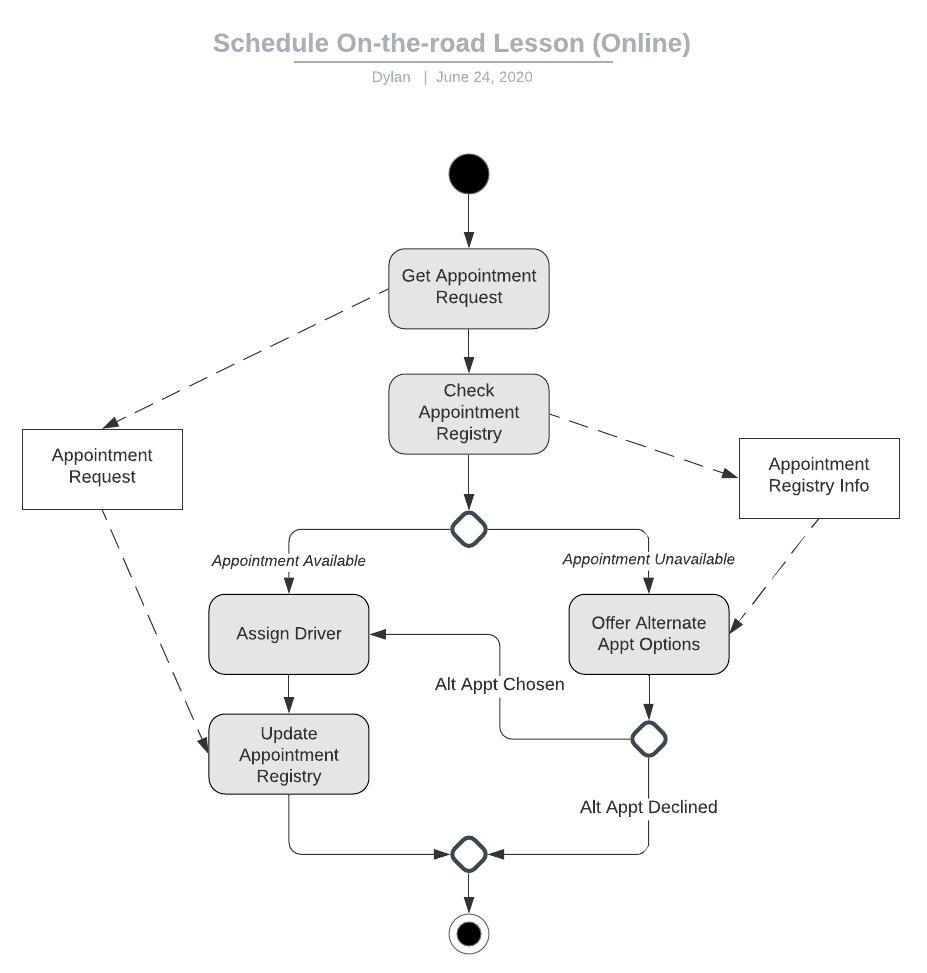 Schedule On-the-road Lesson (Online)
Dylan | June 24, 2020
Get Appointment
Request
Check
Appointment
Registry
Appointment
Request
Appointment
Registry Info
Appointment Available
Appointment Unavailable
Assign Driver
Offer Alternate
Appt Options
Alt Appt Chosen
Update
Appointment
Registry
Alt Appt Declined